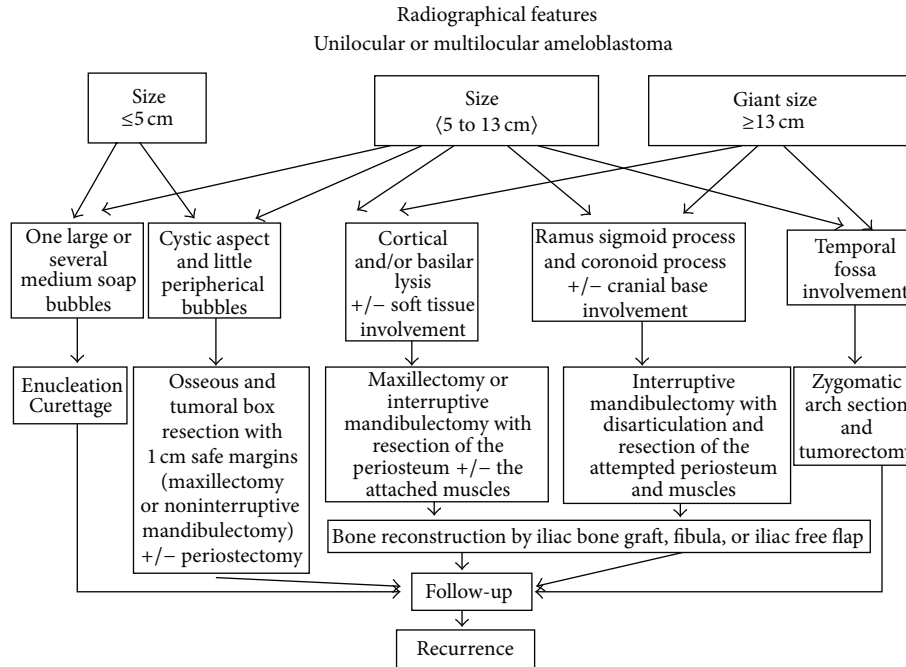 Radiographical features
Unilocular or multilocular ameloblastoma
Size
≤5 cm
Size
⟨5 to 13 cm⟩
Giant size
≥13 cm
One large or
several
medium soap
bubbles
Cystic aspect
and little
peripherical
bubbles
Cortical
and/or basilar
lysis
+/− soft tissue
involvement
Ramus sigmoid process
and coronoid process
+/− cranial base
involvement
Temporal
fossa
involvement
Enucleation
Curettage
Osseous and
tumoral box
resection with
1 cm safe margins
(maxillectomy
or noninterruptive
mandibulectomy)
+/− periostectomy
Maxillectomy or
interruptive
mandibulectomy with
resection of the
periosteum +/− the
attached muscles
Interruptive
mandibulectomy with
disarticulation and
resection of the
attempted periosteum
and muscles
Zygomatic
arch section
and
tumorectomy
Bone reconstruction by iliac bone graft, fibula, or iliac free flap
Follow-up
Recurrence